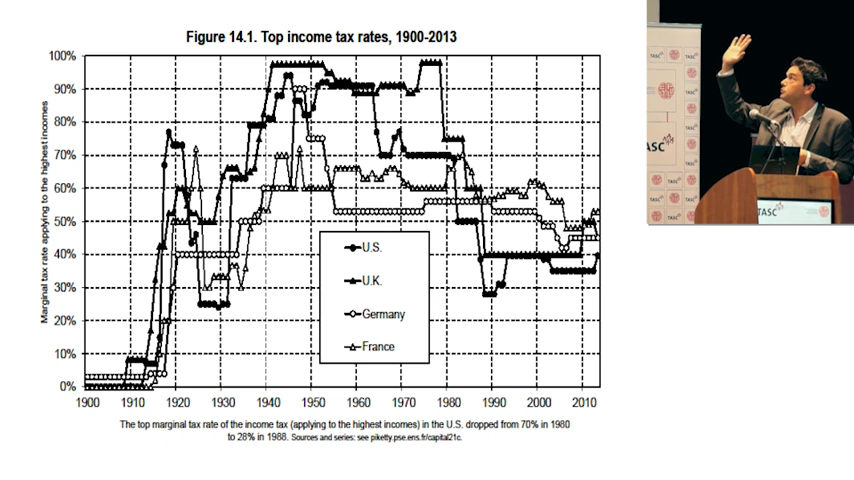 Figure 14.1. Top income tax rates, 1900-2013
Marginal tax rate applying to the highest incomes
100%
90%
80%
70%
60%
50%
40%
30%
20%
10%
0%
U.S.
U.K.
Germany
France
1900 1910 1920 1930 1940 1950 1960 1970 1980 1990 2000 2010
The top marginal tax rate of the income tax (applying to the highest incomes) in the U.S. dropped from 70% in 1980
to 28% in 1988. Sources and series: see piketty.pse.ens.fr/capital21c.
TASC
TASC
TASC